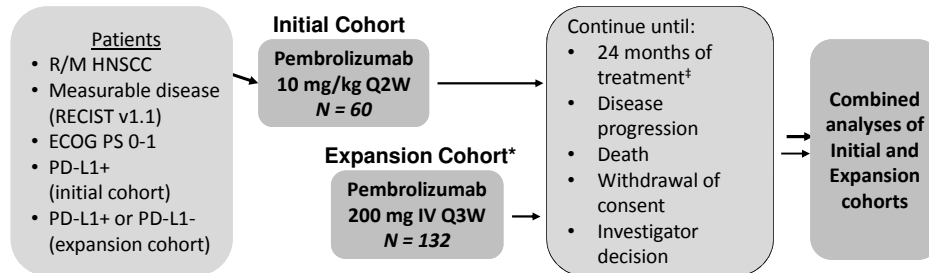 Patients
• R/M HNSCC
• Measurable disease
(RECIST v1.1)
• ECOG PS 0-1
• PD-L1+
(initial cohort)
• PD-L1+ or PD-L1-
(expansion cohort)
Initial Cohort
Pembrolizumab
10 mg/kg Q2W
N = 60
Expansion Cohort*
Pembrolizumab
200 mg IV Q3W
N = 132
Continue until:
• 24 months of
treatment‡
• Disease
progression
• Death
• Withdrawal of
consent
• Investigator
decision
Combined
analyses of
Initial and
Expansion
cohorts